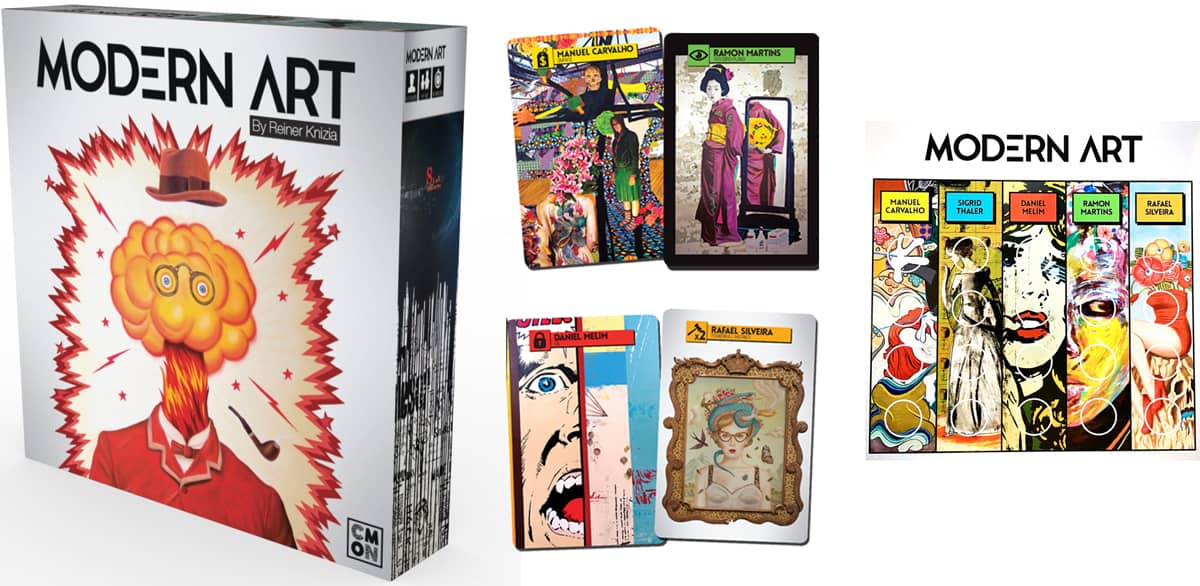 MODERN ART
By Reiner Knizia
MODERN ART
CM
ON
$
MANUEL CARVALHO
RAMON MARTINS
DANIEL MELIM
X2
RAFAEL SILVEIRA
MODERN ART
MANUEL
CARVALHO
SIGRID
THALER
DANIEL
MELIM
RAMON
MARTINS
RAFAEL
SILVEIRA